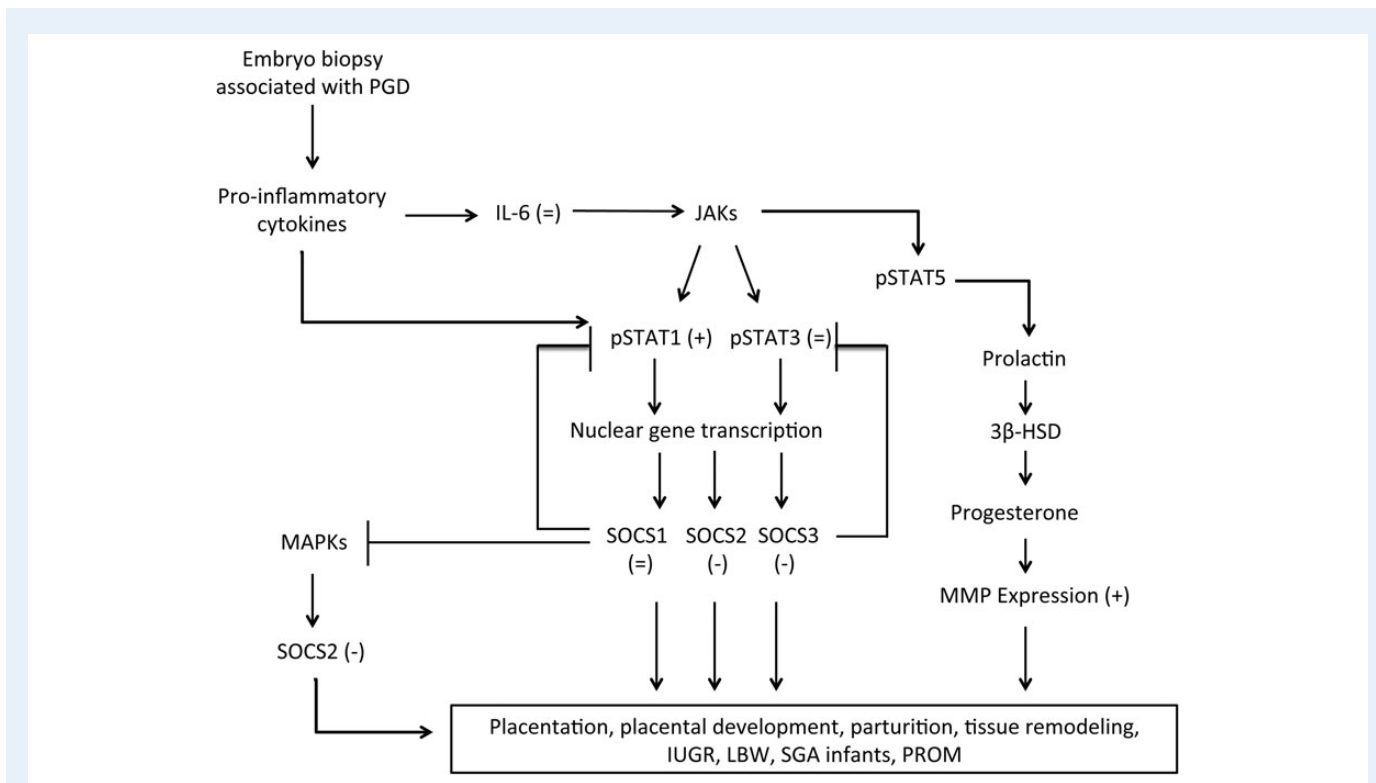 Embryo biopsy
associated with PGD
Pro-inflammatory
cytokines
IL-6 (=)
JAKs
pSTAT5
pSTAT1 (+)
pSTAT3 (=)
Prolactin
Nuclear gene transcription
3β-HSD
Progesterone
MAPKs
SOCS1
(=)
SOCS2
(-)
SOCS3
(-)
MMP Expression (+)
SOCS2 (-)
Placentation, placental development, parturition, tissue remodeling,
IUGR, LBW, SGA infants, PROM